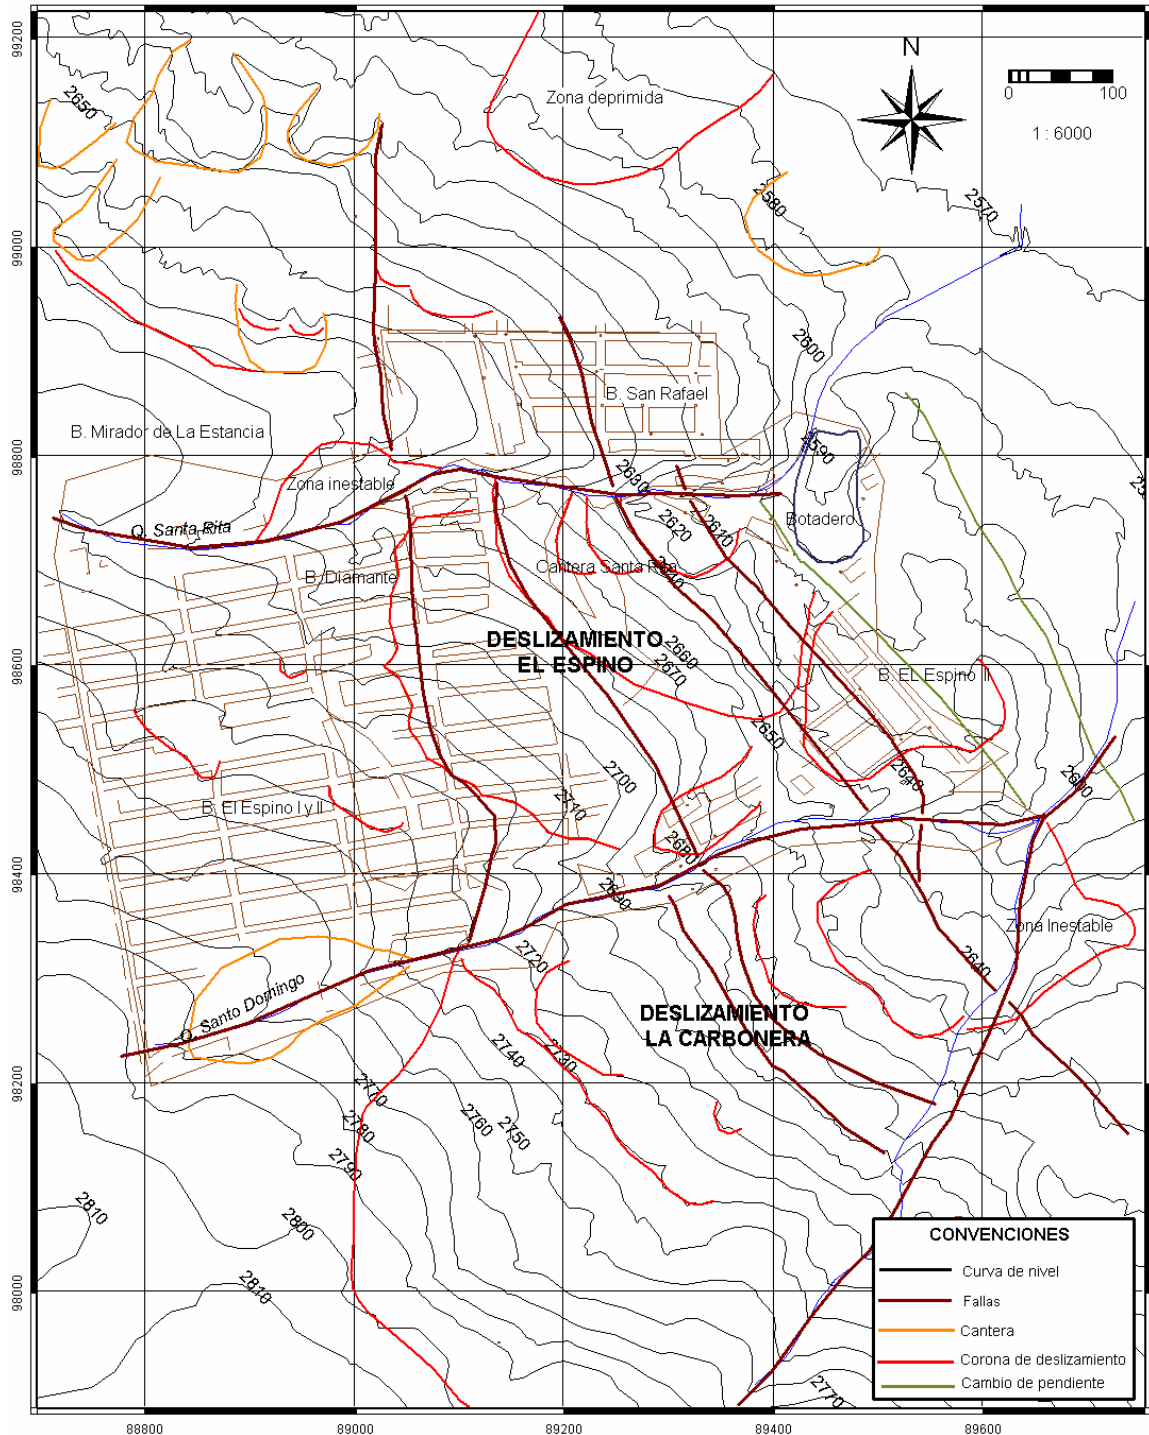 99200
99000
98800
98600
98400
98200
98000
88800
89000
89200
89400
89600
N
0
100
1 : 6000
2650
Zona deprimida
2580
2570
2600
B. San Rafael
B. Mirador de La Estancia
2590
Zona inestable
2630
2620
2610
Botadero
Q. Santa Rita
B. Diamante
Cantera Santa Rita
DESLIZAMIENTO
EL ESPINO
2660
2670
B. EL Espino II
2650
2640
2600
2700
2710
B. El Espino I y II
2680
2690
2720
Zona Inestable
2640
Q. Santo Domingo
DESLIZAMIENTO
LA CARBONERA
2740
2730
2770
2760
2750
2780
2790
2810
2800
2810
2770
CONVENCIONES
Curva de nivel
Fallas
Cantera
Corona de deslizamiento
Cambio de pendiente